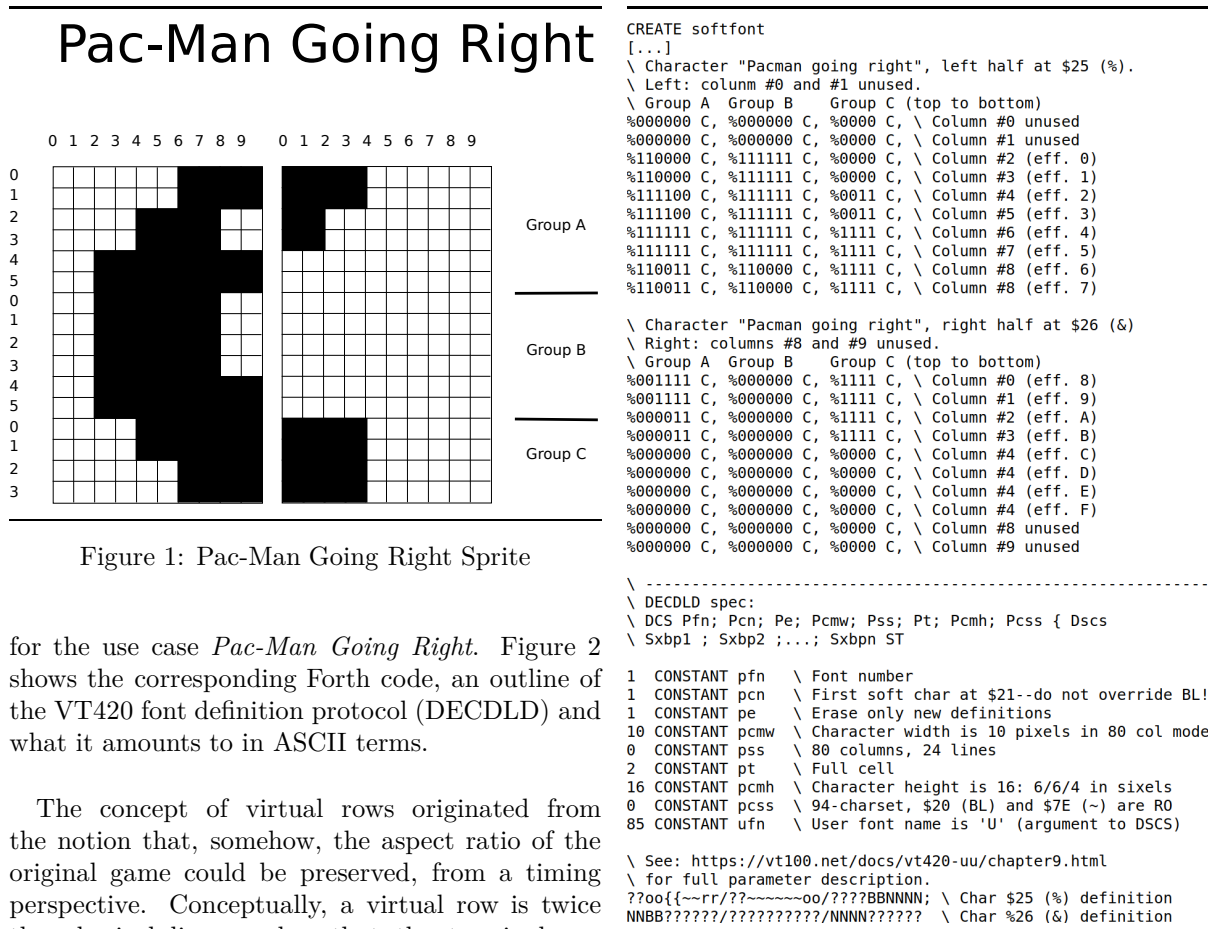 Pac-Man Going Right
0 1 2 3 4 5 6 7 8 9 0 1 2 3 4 5 6 7 8 9
0
1
2
3
4
5
0
1
2
3
4
5
0
1
2
3
Group A
Group B
Group C
Figure 1: Pac-Man Going Right Sprite
for the use case Pac-Man Going Right. Figure 2
shows the corresponding Forth code, an outline of
the VT420 font definition protocol (DECDLD) and
what it amounts to in ASCII terms.
The concept of virtual rows originated from
the notion that, somehow, the aspect ratio of the
original game could be preserved, from a timing
perspective. Conceptually, a virtual row is twice
CREATE softfont
[...]
\ Character "Pacman going right", left half at $25 (%).
\ Left: colunm #0 and #1 unused.
\ Group A  Group B    Group C (top to bottom)
%000000 C, %000000 C, %0000 C, \ Column #0 unused
%000000 C, %000000 C, %0000 C, \ Column #1 unused
%110000 C, %111111 C, %0000 C, \ Column #2 (eff. 0)
%110000 C, %111111 C, %0000 C, \ Column #3 (eff. 1)
%111100 C, %111111 C, %0011 C, \ Column #4 (eff. 2)
%111100 C, %111111 C, %0011 C, \ Column #5 (eff. 3)
%111111 C, %111111 C, %1111 C, \ Column #6 (eff. 4)
%111111 C, %111111 C, %1111 C, \ Column #7 (eff. 5)
%110011 C, %110000 C, %1111 C, \ Column #8 (eff. 6)
%110011 C, %110000 C, %1111 C, \ Column #8 (eff. 7)
\ Character "Pacman going right", right half at $26 (&)
\ Right: columns #8 and #9 unused.
\ Group A  Group B    Group C (top to bottom)
%001111 C, %000000 C, %1111 C, \ Column #0 (eff. 8)
%001111 C, %000000 C, %1111 C, \ Column #1 (eff. 9)
%000011 C, %000000 C, %1111 C, \ Column #2 (eff. A)
%000011 C, %000000 C, %1111 C, \ Column #3 (eff. B)
%000000 C, %000000 C, %0000 C, \ Column #4 (eff. C)
%000000 C, %000000 C, %0000 C, \ Column #4 (eff. D)
%000000 C, %000000 C, %0000 C, \ Column #4 (eff. E)
%000000 C, %000000 C, %0000 C, \ Column #4 (eff. F)
%000000 C, %000000 C, %0000 C, \ Column #8 unused
%000000 C, %000000 C, %0000 C, \ Column #9 unused
\ ------------------------------------------------------------
\ DECDLD spec:
\ DCS Pfn; Pcn; Pe; Pcmw; Pss; Pt; Pcmh; Pcss { Dscs
\ Sxbp1 ; Sxbp2 ;...; Sxbpn ST
1  CONSTANT pfn   \ Font number
1  CONSTANT pcn   \ First soft char at $21--do not override BL!
1  CONSTANT pe    \ Erase only new definitions
10 CONSTANT pcmw  \ Character width is 10 pixels in 80 col mode
0  CONSTANT pss   \ 80 columns, 24 lines
2  CONSTANT pt    \ Full cell
16 CONSTANT pcmh  \ Character height is 16: 6/6/4 in sixels
0  CONSTANT pcss  \ 94-charset, $20 (BL) and $7E (~) are RO
85 CONSTANT ufn   \ User font name is 'U' (argument to DSCS)
\ See: https://vt100.net/docs/vt420-uu/chapter9.html
\ for full parameter description.
??oo{{~~rr/??~~~~~~oo/????BBNNNN; \ Char $25 (%) definition
NNBB??????/??????????/NNNN??????  \ Char %26 (&) definition